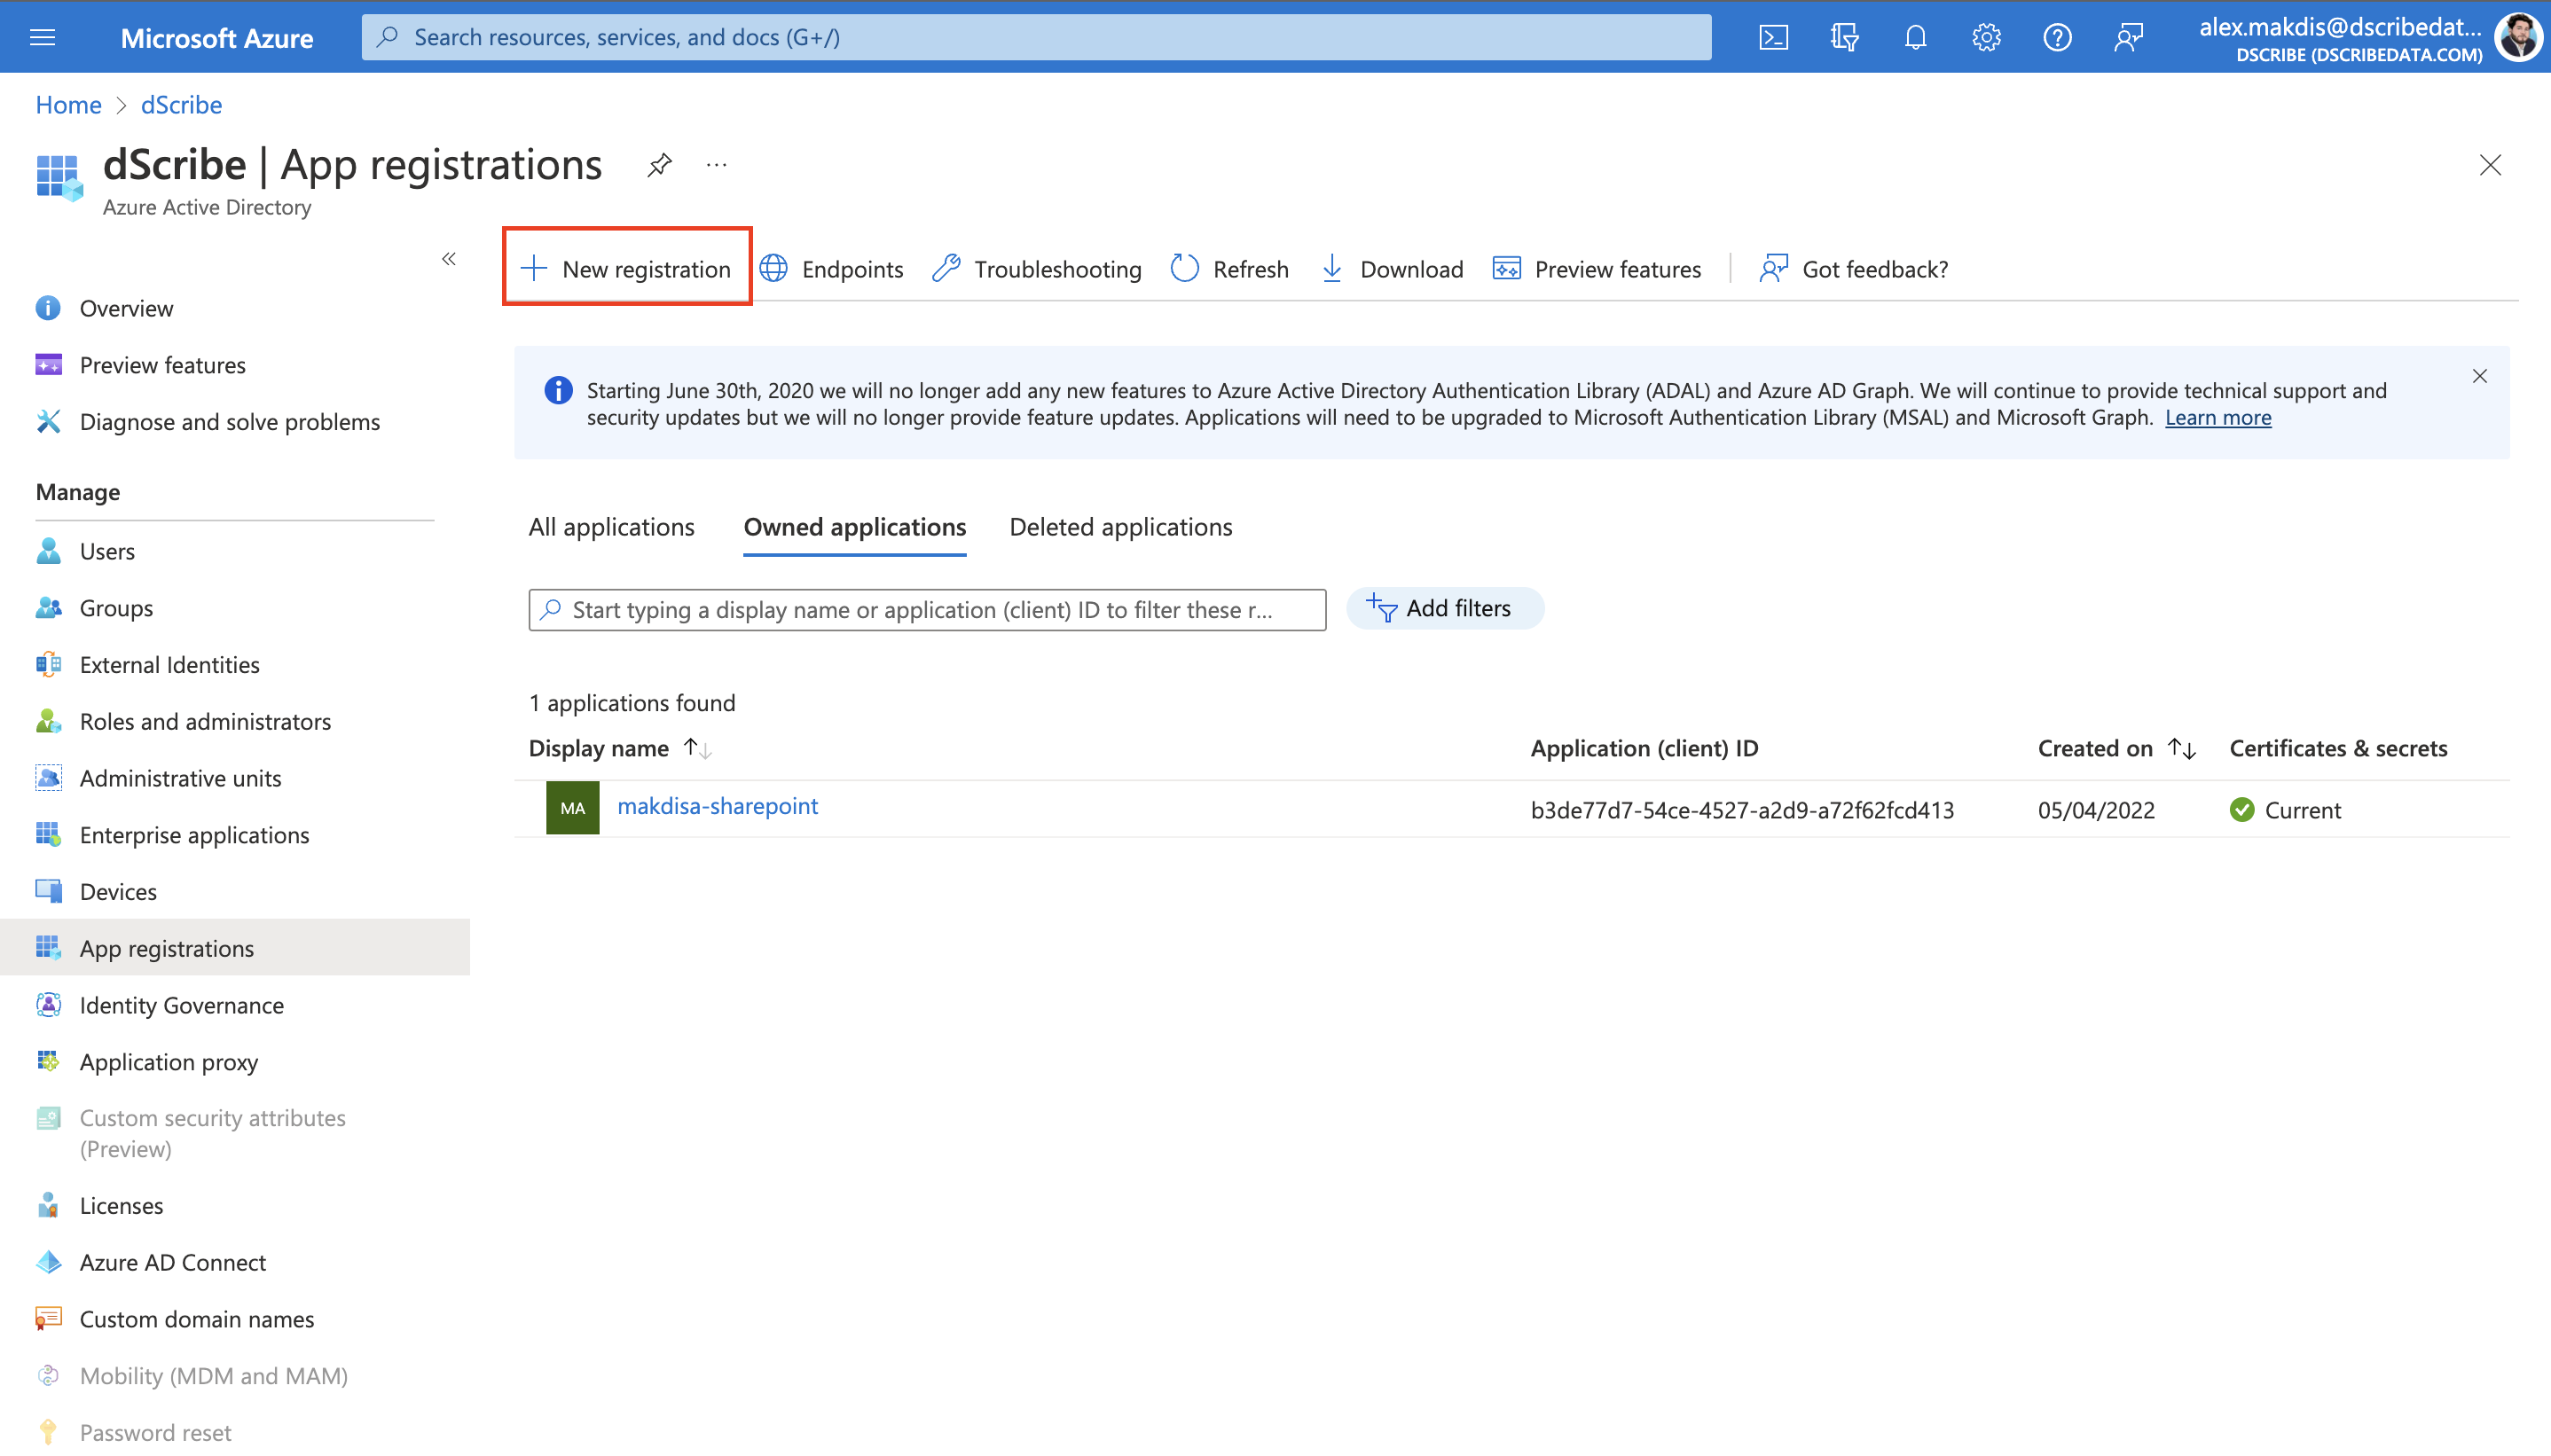 Microsoft Azure
Search resources, services, and docs (G+/)
alex.makdis@dscribedat...
DSCRIBE (DSCRIBEDATA.COM)
Home > dScribe
dScribe | App registrations
Azure Active Directory
New registration
Endpoints
Troubleshooting
Refresh
Download
Preview features
Got feedback?
Overview
Preview features
Diagnose and solve problems
Manage
Users
Groups
External Identities
Roles and administrators
Administrative units
Enterprise applications
Devices
App registrations
Identity Governance
Application proxy
Custom security attributes
(Preview)
Licenses
Azure AD Connect
Custom domain names
Mobility (MDM and MAM)
Password reset
Starting June 30th, 2020 we will no longer add any new features to Azure Active Directory Authentication Library (ADAL) and Azure AD Graph. We will continue to provide technical support and
security updates but we will no longer provide feature updates. Applications will need to be upgraded to Microsoft Authentication Library (MSAL) and Microsoft Graph. Learn more
All applications
Owned applications
Deleted applications
Start typing a display name or application (client) ID to filter these r...
Add filters
1 applications found
Display name
Application (client) ID
Created on
Certificates & secrets
MA
makdisa-sharepoint
b3de77d7-54ce-4527-a2d9-a72f62fcd413
05/04/2022
Current